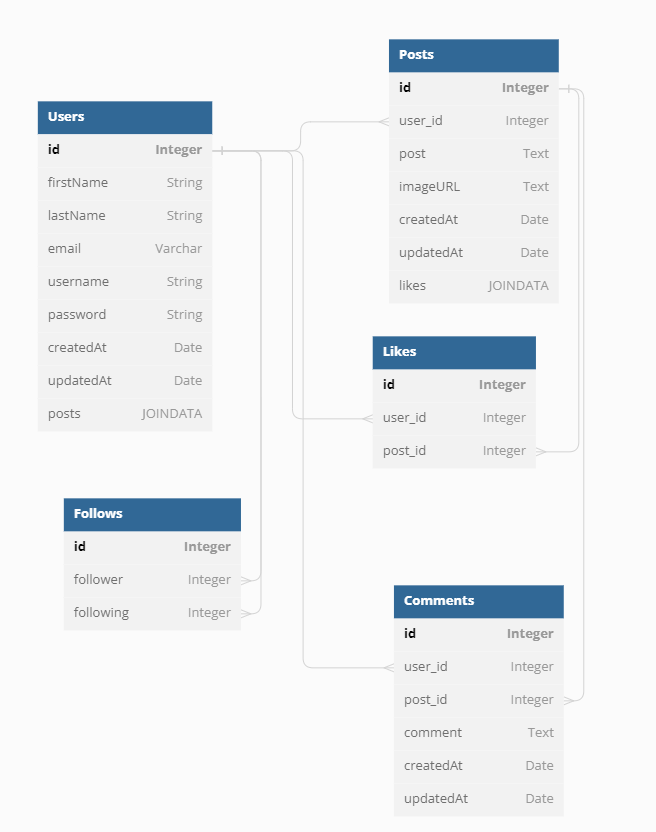 Users
id Integer
firstName String
lastName String
email Varchar
username String
password String
createdAt Date
updatedAt Date
posts JOINDATA
Posts
id Integer
user_id Integer
post Text
imageURL Text
createdAt Date
updatedAt Date
likes JOINDATA
Likes
id Integer
user_id Integer
post_id Integer
Follows
id Integer
follower Integer
following Integer
Comments
id Integer
user_id Integer
post_id Integer
comment Text
createdAt Date
updatedAt Date